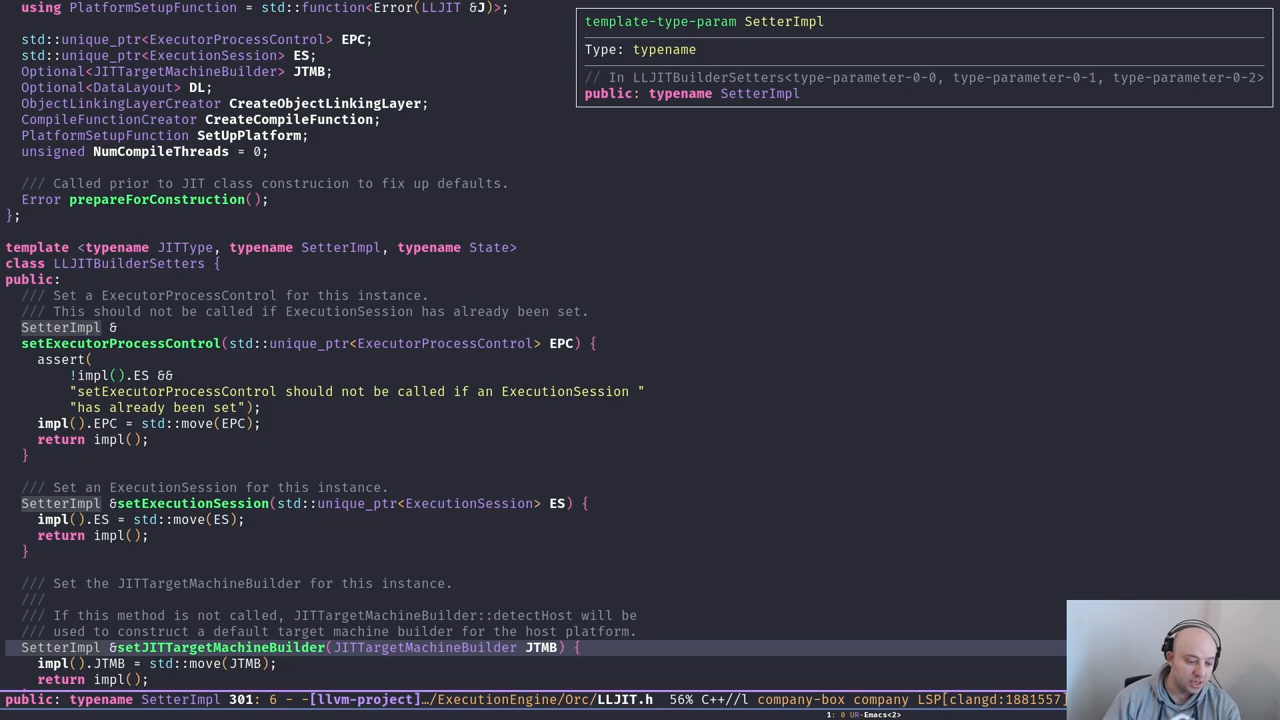 using PlatformSetupFunction = std::function<Error(LLJIT &J)>;
std::unique_ptr<ExecutorProcessControl> EPC;
std::unique_ptr<ExecutionSession> ES;
Optional<JITTargetMachineBuilder> JTMB;
Optional<DataLayout> DL;
ObjectLinkingLayerCreator CreateObjectLinkingLayer;
CompileFunctionCreator CreateCompileFunction;
PlatformSetupFunction SetUpPlatform;
unsigned NumCompileThreads = 0;
/// Called prior to JIT class construcion to fix up defaults.
Error prepareForConstruction();
};
template <typename JITType, typename SetterImpl, typename State>
class LLJITBuilderSetters {
public:
/// Set a ExecutorProcessControl for this instance.
/// This should not be called if ExecutionSession has already been set.
SetterImpl &
setExecutorProcessControl(std::unique_ptr<ExecutorProcessControl> EPC) {
assert(
!impl().ES &&
"setExecutorProcessControl should not be called if an ExecutionSession "
"has already been set");
impl().EPC = std::move(EPC);
return impl();
}
/// Set an ExecutionSession for this instance.
SetterImpl &setExecutionSession(std::unique_ptr<ExecutionSession> ES) {
impl().ES = std::move(ES);
return impl();
}
/// Set the JITTargetMachineBuilder for this instance.
///
/// If this method is not called, JITTargetMachineBuilder::detectHost will be
/// used to construct a default target machine builder for the host platform.
SetterImpl &setJITTargetMachineBuilder(JITTargetMachineBuilder JTMB) {
impl().JTMB = std::move(JTMB);
return impl();
template-type-param SetterImpl
Type: typename
// In LLJITBuilderSetters<type-parameter-0-0, type-parameter-0-1, type-parameter-0-2>
public: typename SetterImpl
public: typename SetterImpl 301: 6 - -[llvm-project]…/ExecutionEngine/Orc/LLJIT.h 56% C++//l company-box company LSP[clangd:1881557]
1: 0 UR-Emacs<2>